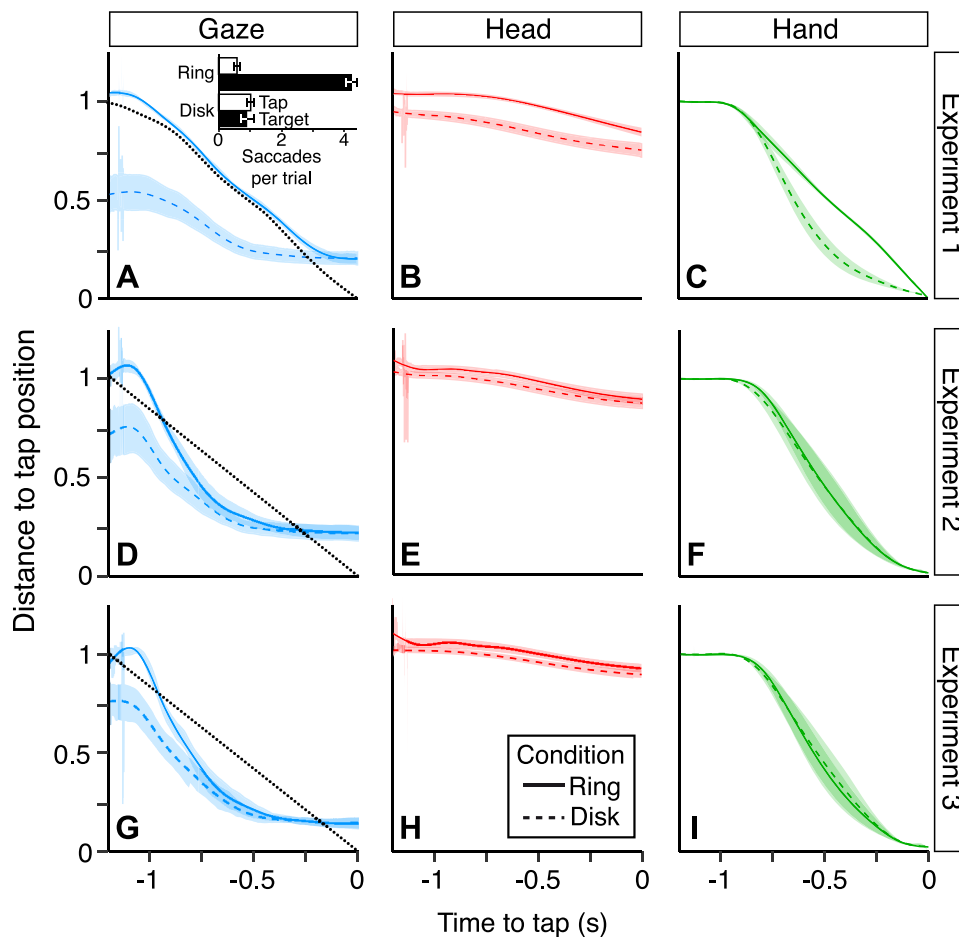 Gaze
Head
Hand
Ring
Disk
Tap
Target
0
2
4
Saccades
per trial
1
0.5
0
A
B
C
Experiment 1
1
0.5
0
D
E
F
Experiment 2
1
0.5
0
G
H
I
Experiment 3
Condition
Ring
Disk
-1
-0.5
0
-1
-0.5
0
-1
-0.5
0
Distance to tap position
Time to tap (s)